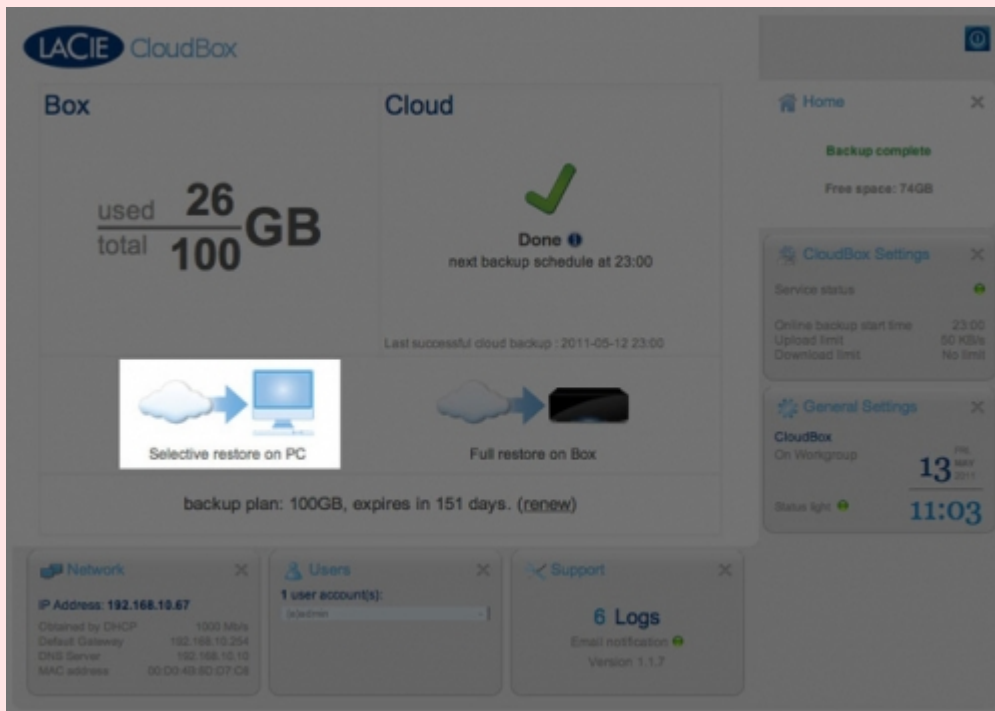 LACIE CloudBox
Box
used 26 GB
total 100
Cloud
Done
next backup schedule at 23:00
Last successful cloud backup : 2011-05-12 23:00
Selective restore on PC
Full restore on Box
backup plan: 100GB, expires in 151 days. (renew)
Home
Backup complete
Free space: 74GB
CloudBox Settings
Service status
Online backup start time 23:00
Upload limit 50 KB/s
Download limit No limit
General Settings
CloudBox
On Workgroup
13 FRI MAY 2011
Status light
11:03
Network
IP Address: 192.168.10.67
Obtained by DHCP 1000 Mb/s
Default Gateway 192.168.10.254
DNS Server 192.168.10.10
MAC address
Users
1 user account(s):
(a)admin
Support
6 Logs
Email notification
Version 1.1.7